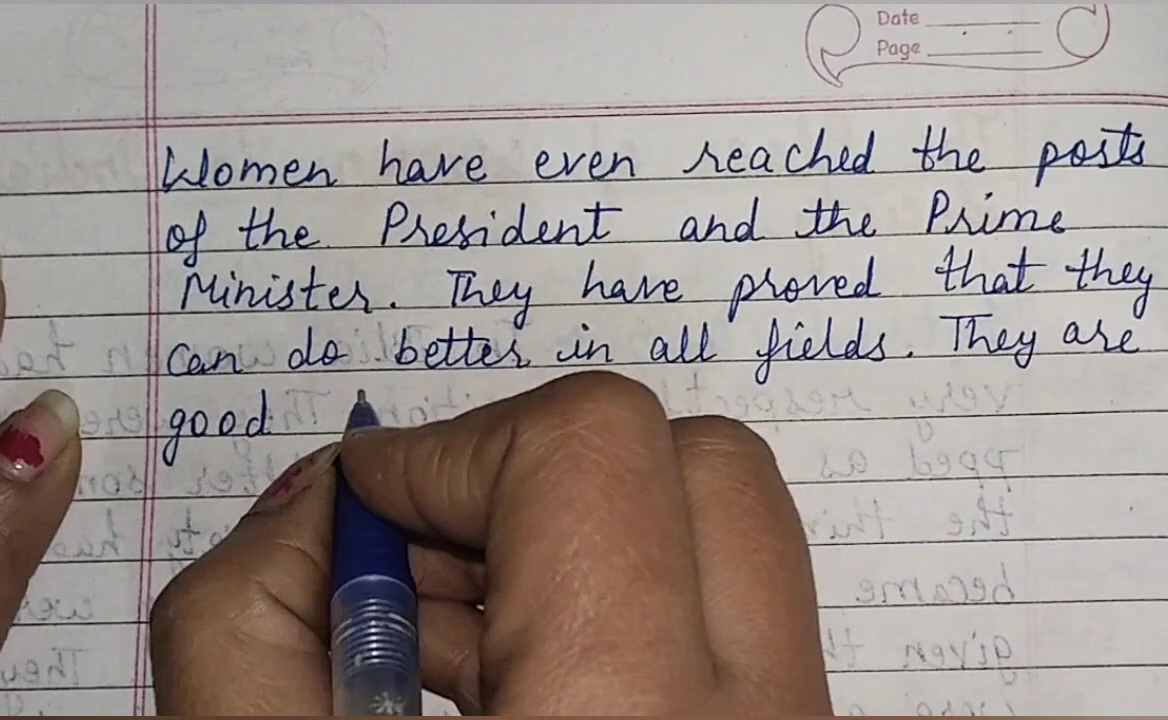 Date
Page
Women have even reached the posts
of the President and the Prime
Minister. They have proved that they
can do better in all fields. They are
good